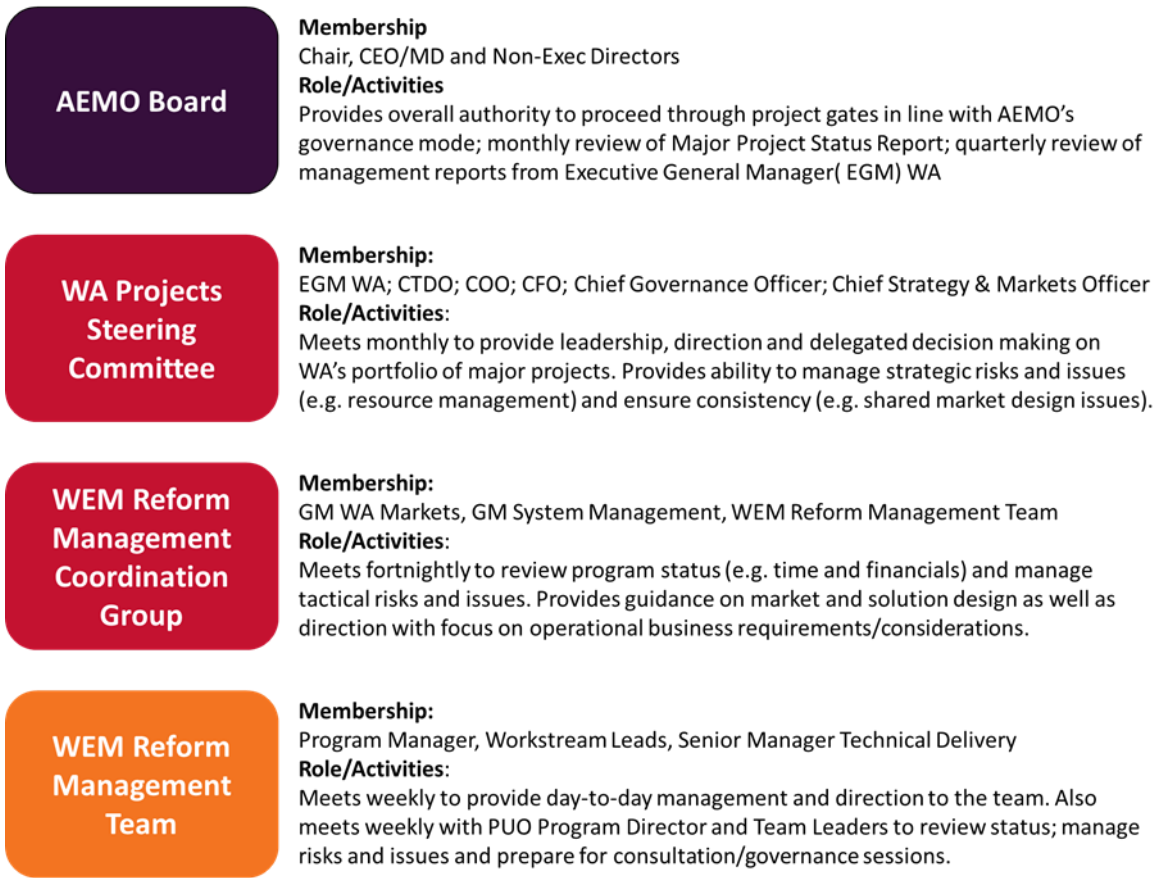 AEMO Board
Membership
Chair, CEO/MD and Non-Exec Directors
Role/Activities
Provides overall authority to proceed through project gates in line with AEMO's
governance mode; monthly review of Major Project Status Report; quarterly review of
management reports from Executive General Manager( EGM) WA
WA Projects
Steering
Committee
Membership:
EGM WA; CTDO; COO; CFO; Chief Governance Officer; Chief Strategy & Markets Officer
Role/Activities:
Meets monthly to provide leadership, direction and delegated decision making on
WA's portfolio of major projects. Provides ability to manage strategic risks and issues
(e.g. resource management) and ensure consistency (e.g. shared market design issues).
WEM Reform
Management
Coordination
Group
Membership:
GM WA Markets, GM System Management, WEM Reform Management Team
Role/Activities:
Meets fortnightly to review program status (e.g. time and financials) and manage
tactical risks and issues. Provides guidance on market and solution design as well as
direction with focus on operational business requirements/considerations.
WEM Reform
Management
Team
Membership:
Program Manager, Workstream Leads, Senior Manager Technical Delivery
Role/Activities:
Meets weekly to provide day-to-day management and direction to the team. Also
meets weekly with PUO Program Director and Team Leaders to review status; manage
risks and issues and prepare for consultation/governance sessions.